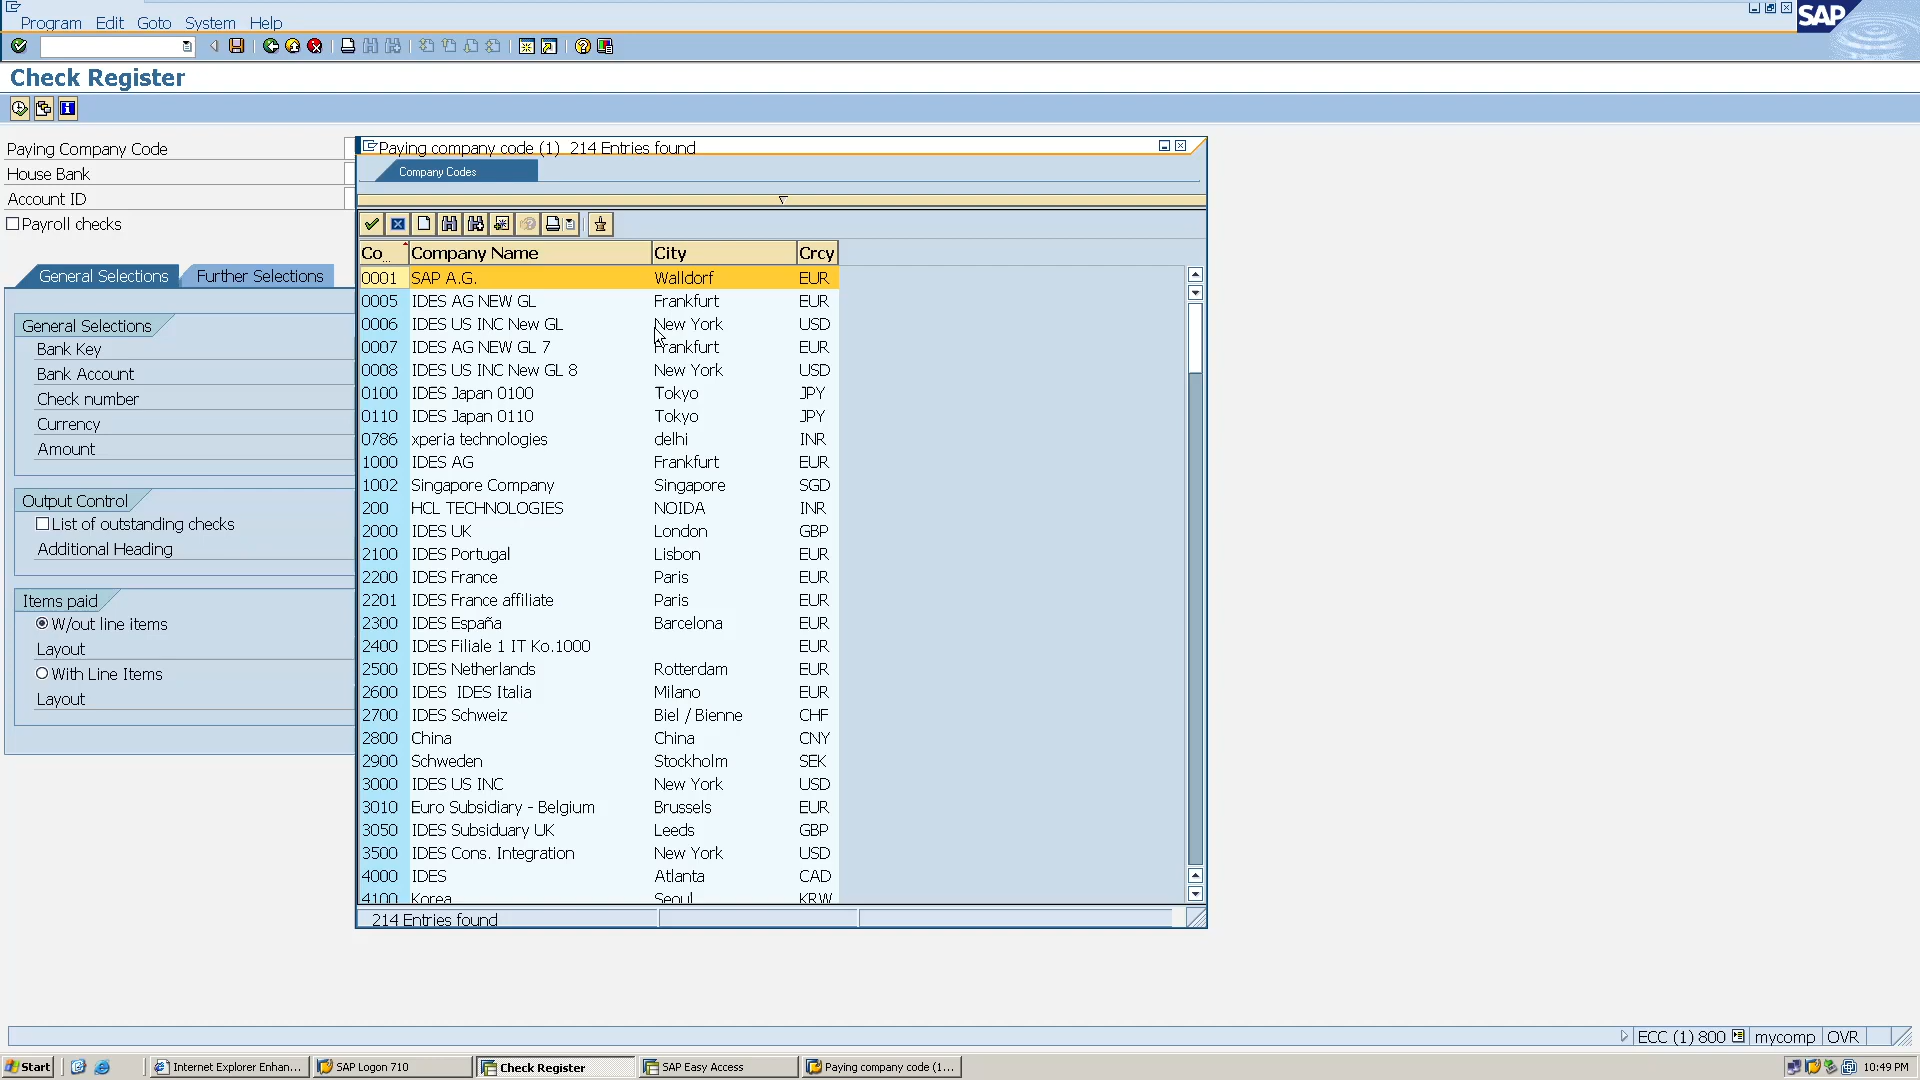 Program Edit Goto System Help
SAP
Check Register
Paying Company Code
House Bank
Account ID
Payroll checks
General Selections Further Selections
General Selections
Bank Key
Bank Account
Check number
Currency
Amount
Output Control
List of outstanding checks
Additional Heading
Items paid
W/out line items
Layout
With Line Items
Layout
Paying company code (1) 214 Entries found
Company Codes
Co.. Company Name City Crcy
0001 SAP A.G. Walldorf EUR
0005 IDES AG NEW GL Frankfurt EUR
0006 IDES US INC New GL New York USD
0007 IDES AG NEW GL 7 Frankfurt EUR
0008 IDES US INC New GL 8 New York USD
0100 IDES Japan 0100 Tokyo JPY
0110 IDES Japan 0110 Tokyo JPY
0786 xperia technologies delhi INR
1000 IDES AG Frankfurt EUR
1002 Singapore Company Singapore SGD
200 HCL TECHNOLOGIES NOIDA INR
2000 IDES UK London GBP
2100 IDES Portugal Lisbon EUR
2200 IDES France Paris EUR
2201 IDES France affiliate Paris EUR
2300 IDES España Barcelona EUR
2400 IDES Filiale 1 IT Ko.1000 EUR
2500 IDES Netherlands Rotterdam EUR
2600 IDES IDES Italia Milano EUR
2700 IDES Schweiz Biel / Bienne CHF
2800 China China CNY
2900 Schweden Stockholm SEK
3000 IDES US INC New York USD
3010 Euro Subsidiary - Belgium Brussels EUR
3050 IDES Subsiduary UK Leeds GBP
3500 IDES Cons. Integration New York USD
4000 IDES Atlanta CAD
4100 Korea Seoul KRW
214 Entries found
ECC (1) 800 mycomp OVR
Start Internet Explorer Enhan... SAP Logon 710 Check Register SAP Easy Access Paying company code (1... 10:49 PM